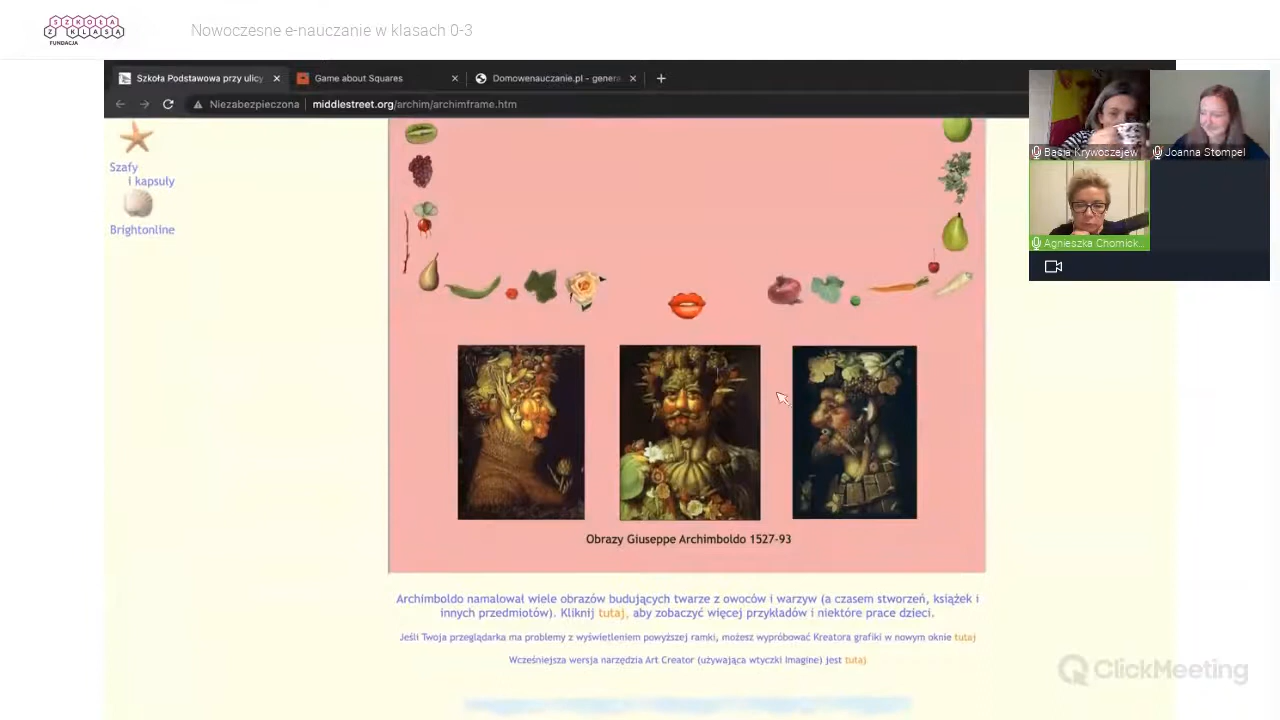 SZKOŁA
Z KLASĄ
FUNDACJA
Nowoczesne e-nauczanie w klasach 0-3
Szkoła Podstawowa przy ulicy
Game about Squares
Domowenauczanie.pl - genera
Niezabezpieczona
middlestreet.org/archim/archimframe.htm
Szafy
i kapsuły
Brightonline
Basia Krywoszejew
Joanna Stompel
Agnieszka Chomick...
Obrazy Giuseppe Archimboldo 1527-93
Archimboldo namalował wiele obrazów budujących twarze z owoców i warzyw (a czasem stworzeń, książek i
innych przedmiotów). Kliknij tutaj, aby zobaczyć więcej przykładów i niektóre prace dzieci.
Jeśli Twoja przeglądarka ma problemy z wyświetleniem powyższej ramki, możesz wypróbować Kreatora grafiki w nowym oknie tutaj
Wcześniejsza wersja narzędzia Art Creator (używająca wtyczki Imagine) jest tutaj
ClickMeeting